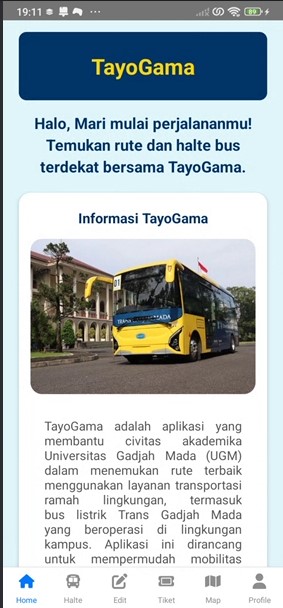 19:11
89
TayoGama
Halo, Mari mulai perjalananmu!
Temukan rute dan halte bus
terdekat bersama TayoGama.
Informasi TayoGama
01
TRANS GADJAH MADA
TayoGama adalah aplikasi yang
membantu civitas akademika
Universitas Gadjah Mada (UGM)
dalam menemukan rute terbaik
menggunakan layanan transportasi
ramah lingkungan, termasuk
bus listrik Trans Gadjah Mada
yang beroperasi di lingkungan
kampus. Aplikasi ini dirancang
untuk mempermudah mobilitas
Home Halte Edit Tiket Map Profile